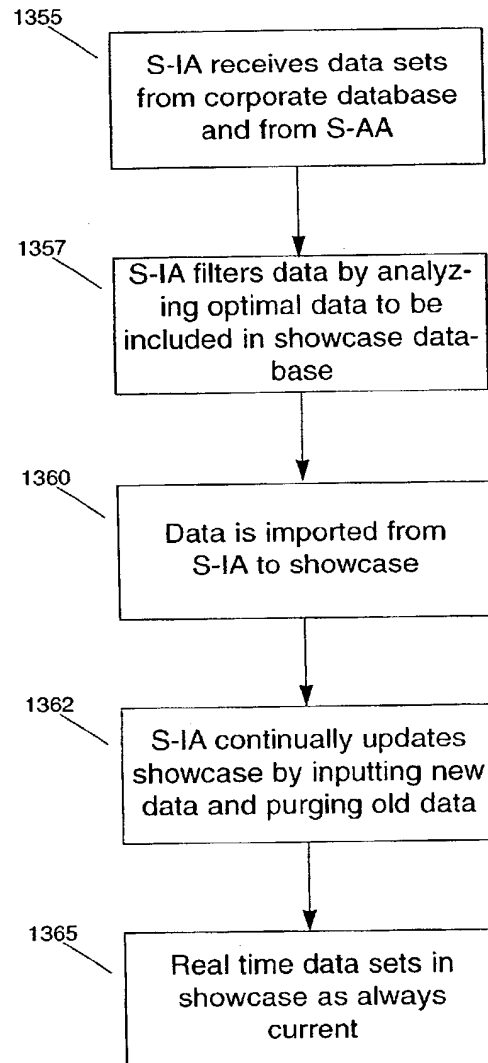 1355
S-IA receives data sets
from corporate database
and from S-AA
1357
S-IA filters data by analyz-
ing optimal data to be
included in showcase data-
base
1360
Data is imported from
S-IA to showcase
1362
S-IA continually updates
showcase by inputting new
data and purging old data
1365
Real time data sets in
showcase as always
current